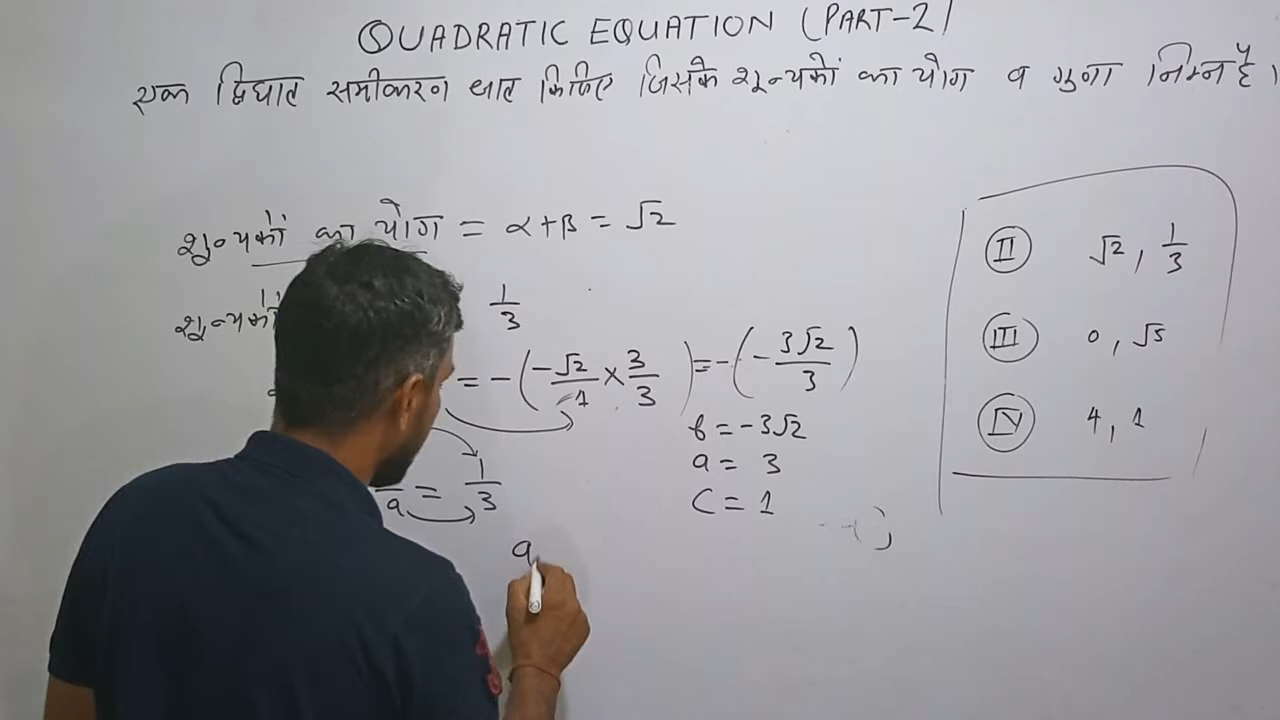 QUADRATIC EQUATION (PART-2)
एक द्विघात समीकरण ज्ञात किजिए जिसके शून्यकों का योग व गुणा निम्न है।
शून्यकों का योग = α+β = √2
शून्यकों 1/3
= -(-√2/1 × 3/3) = -(-3√2/3)
b = -3√2
a = 3
a = 1/3
C = 1
a
II √2, 1/3
III 0, √5
IV 4, 1